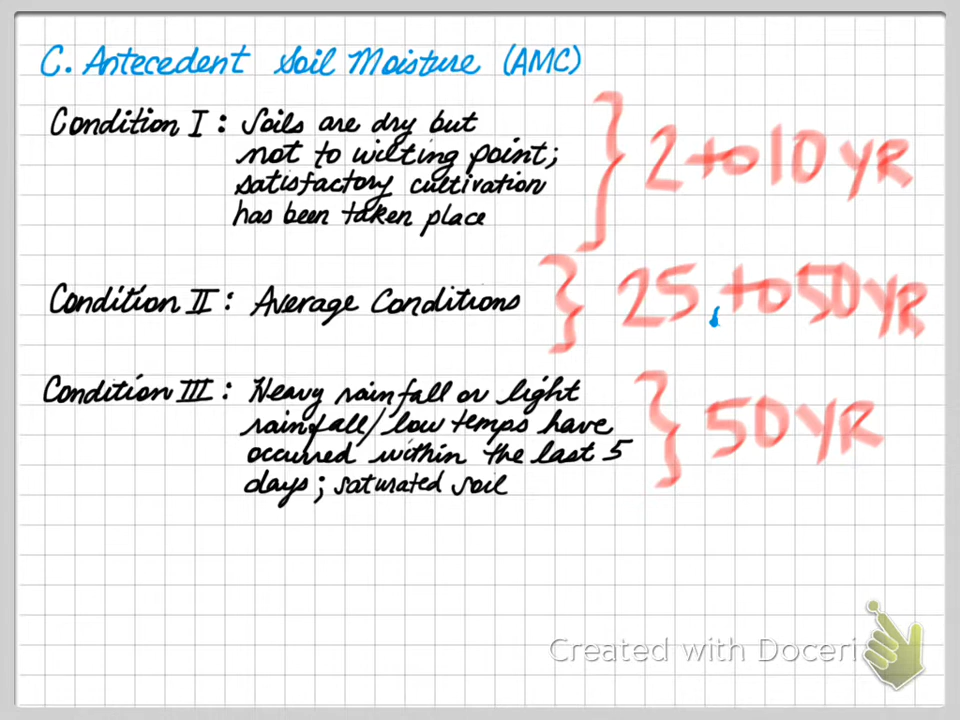 C. Antecedent Soil Moisture (AMC)
Condition I : Soils are dry but
not to wilting point;
satisfactory cultivation
has been taken place
2 to 10 YR
Condition II : Average Conditions
25 to 50 YR
Condition III : Heavy rainfall or light
rainfall/low temps have
occurred within the last 5
days; saturated soil
50 YR
Created with Doceri